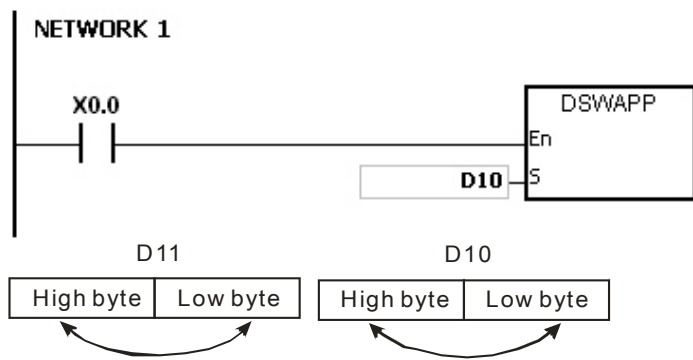 NETWORK 1
X0.0
DSWAPP
En
D10 S
D11 D10
High byte Low byte High byte Low byte